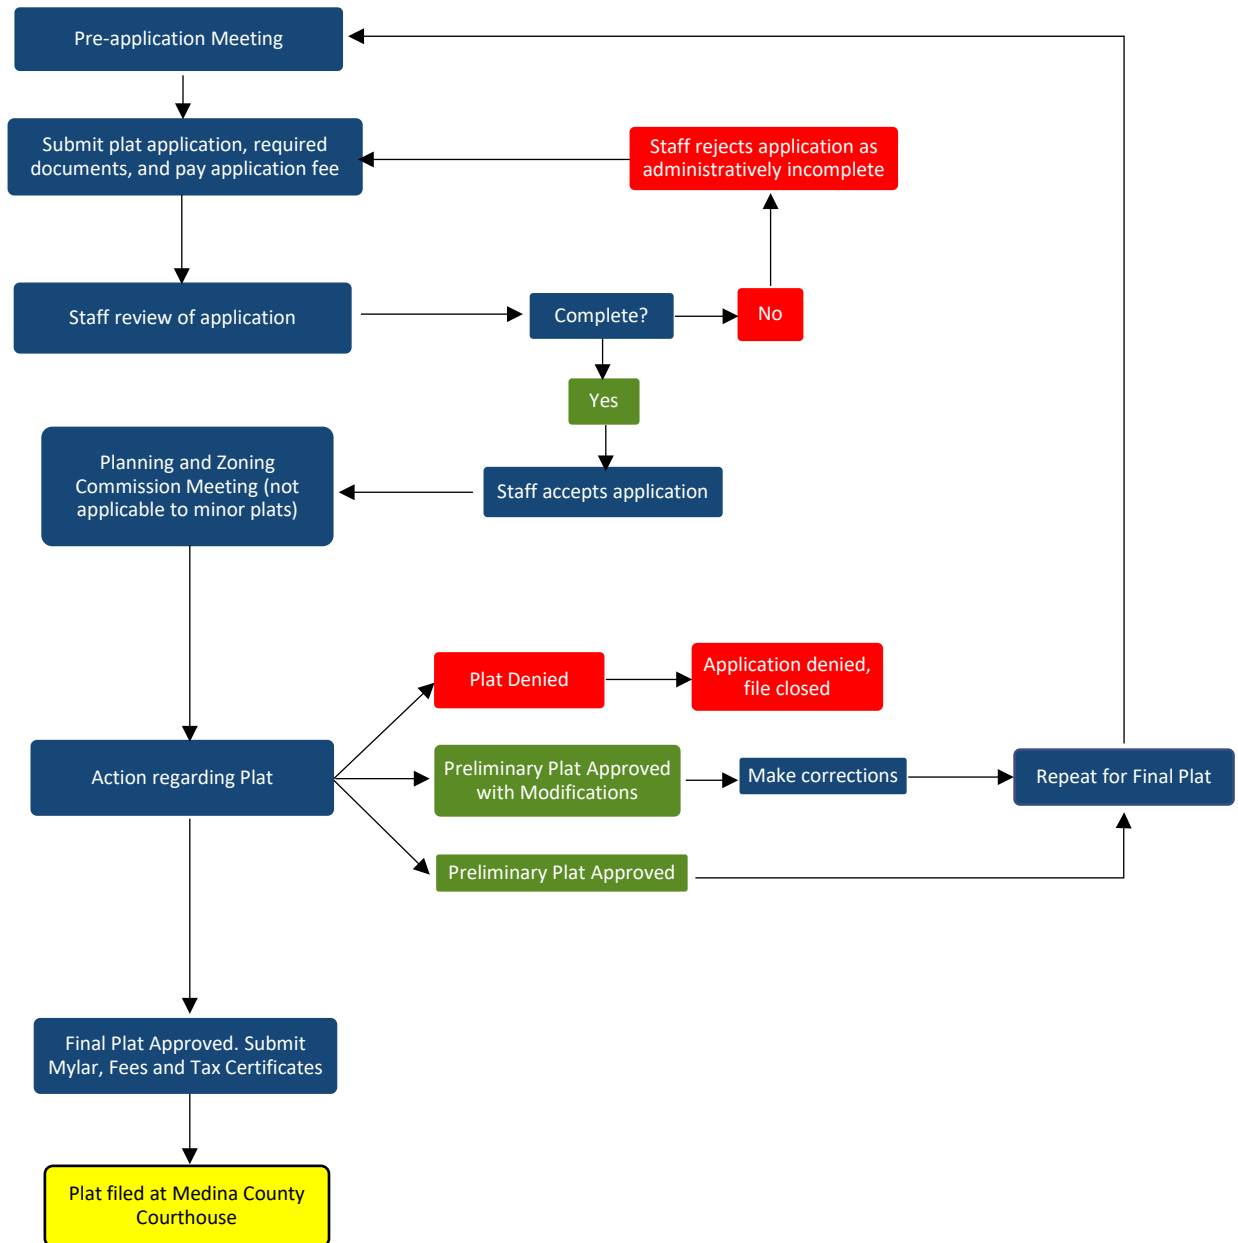 Pre-application Meeting
Submit plat application, required
documents, and pay application fee
Staff rejects application as
administratively incomplete
Staff review of application
Complete?
No
Yes
Planning and Zoning
Commission Meeting (not
applicable to minor plats)
Staff accepts application
Plat Denied
Application denied,
file closed
Action regarding Plat
Preliminary Plat Approved
with Modifications
Make corrections
Repeat for Final Plat
Preliminary Plat Approved
Final Plat Approved. Submit
Mylar, Fees and Tax Certificates
Plat filed at Medina County
Courthouse